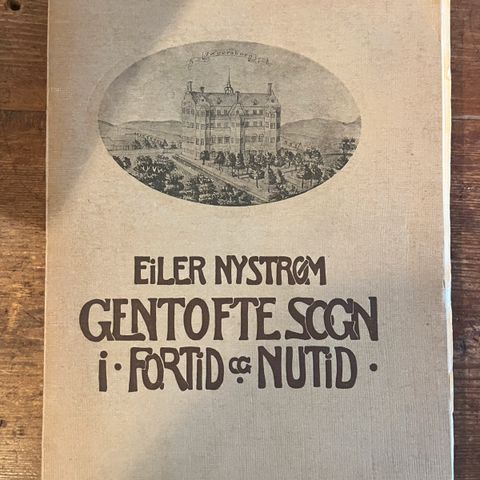 EiLER NYSTRØM
GENTOFTE SOGN
i · FORTiD OG NUTiD ·